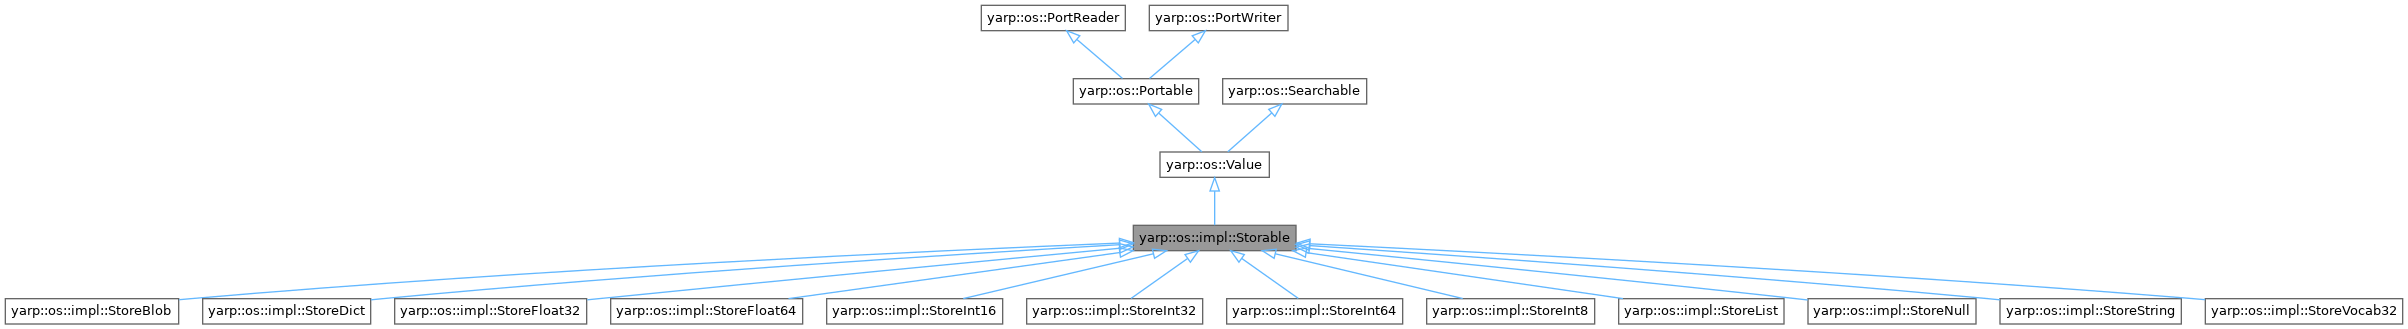 yarp::os::PortReader
yarp::os::PortWriter
yarp::os::Portable
yarp::os::Searchable
yarp::os::Value
yarp::os::impl::Storable
yarp::os::impl::StoreBlob
yarp::os::impl::StoreDict
yarp::os::impl::StoreFloat32
yarp::os::impl::StoreFloat64
yarp::os::impl::StoreInt16
yarp::os::impl::StoreInt32
yarp::os::impl::StoreInt64
yarp::os::impl::StoreInt8
yarp::os::impl::StoreList
yarp::os::impl::StoreNull
yarp::os::impl::StoreString
yarp::os::impl::StoreVocab32